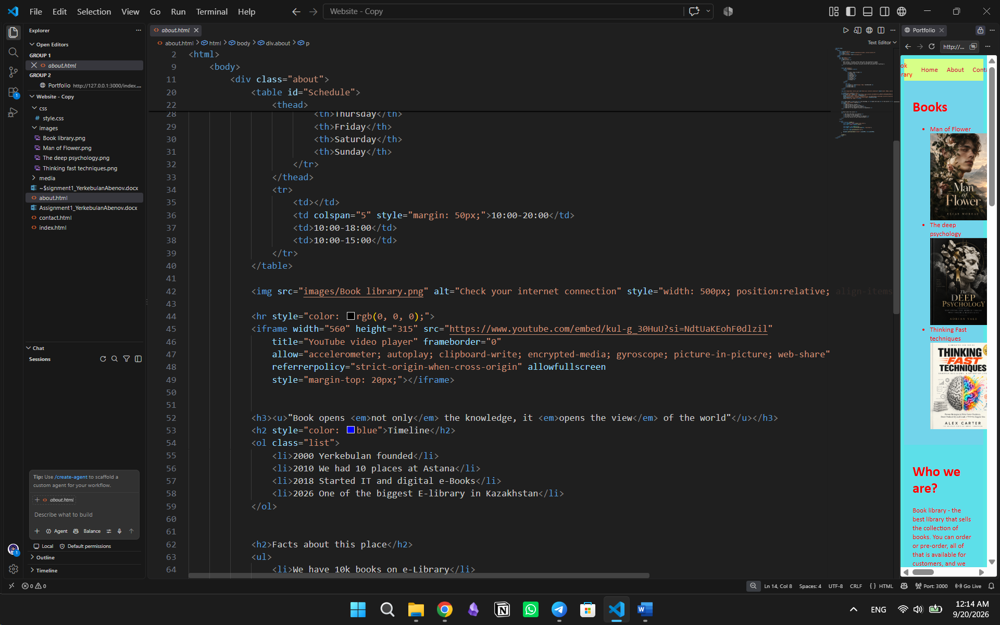 File Edit Selection View Go Run Terminal Help
Website - Copy
Explorer
Open Editors
GROUP 1
about.html
GROUP 2
Portfolio http://127.0.0.1:3000/index....
Website - Copy
css
style.css
images
Book library.png
Man of Flower.png
The deep psychology.png
Thinking fast techniques.png
media
~$signment1_YerkebulanAbenov.docx
about.html
Assignment1_YerkebulanAbenov.docx
contact.html
index.html
Chat
Sessions
Tip: Use /create-agent to scaffold a
custom agent for your workflow.
about.html
Describe what to build
Agent Balance
Local Default permissions
Outline
Timeline
about.html
about.html > html > body > div.about > p
Text Editor
2 <html>
9 <body>
11 <div class="about">
20 <table id="Schedule">
22 <thead>
28 <th>Thursday</th>
29 <th>Friday</th>
30 <th>Saturday</th>
31 <th>Sunday</th>
32 </tr>
33 </thead>
34 <tr>
35 <td></td>
36 <td colspan="5" style="margin: 50px;">10:00-20:00</td>
37 <td>10:00-18:00</td>
38 <td>10:00-15:00</td>
39 </tr>
40 </table>
41
42 <img src="images/Book library.png" alt="Check your internet connection" style="width: 500px; position:relative; align-items
43
44 <hr style="color: rgb(0, 0, 0);">
45 <iframe width="560" height="315" src="https://www.youtube.com/embed/kul-g_30HuU?si=NdtUaKEohF0dlzil"
46 title="YouTube video player" frameborder="0"
47 allow="accelerometer; autoplay; clipboard-write; encrypted-media; gyroscope; picture-in-picture; web-share"
48 referrerpolicy="strict-origin-when-cross-origin" allowfullscreen
49 style="margin-top: 20px;"></iframe>
50
51
52 <h3><u>"Book opens <em>not only</em> the knowledge, it <em>opens the view</em> of the world"</u></h3>
53 <h2 style="color: blue">Timeline</h2>
54 <ol class="list">
55 <li>2000 Yerkebulan founded</li>
56 <li>2010 We had 10 places at Astana</li>
57 <li>2018 Started IT and digital e-Books</li>
58 <li>2026 One of the biggest E-library in Kazakhstan</li>
59 </ol>
60
61
62 <h2>Facts about this place</h2>
63 <ul>
64 <li>We have 10k books on e-Library</li>
Portfolio
http://...
ok
rary
Home About Conta
Books
Man of Flower
Man
of
Flower
ELIAS MOREAU
The deep
psychology
The
DEEP
PSYCHOLOGY
ADRIAN VALE
Thinking Fast
techniques
THINKING
FAST
TECHNIQUES
ALEX CARTER
Who we
are?
Book library - the
best library that sells
the collection of
books. You can order
or pre-order, all of
that is available for
customers, and we
0 0
Ln 14, Col 8 Spaces: 4 UTF-8 CRLF HTML Port: 3000 Go Live
ENG
12:14 AM
9/20/2026